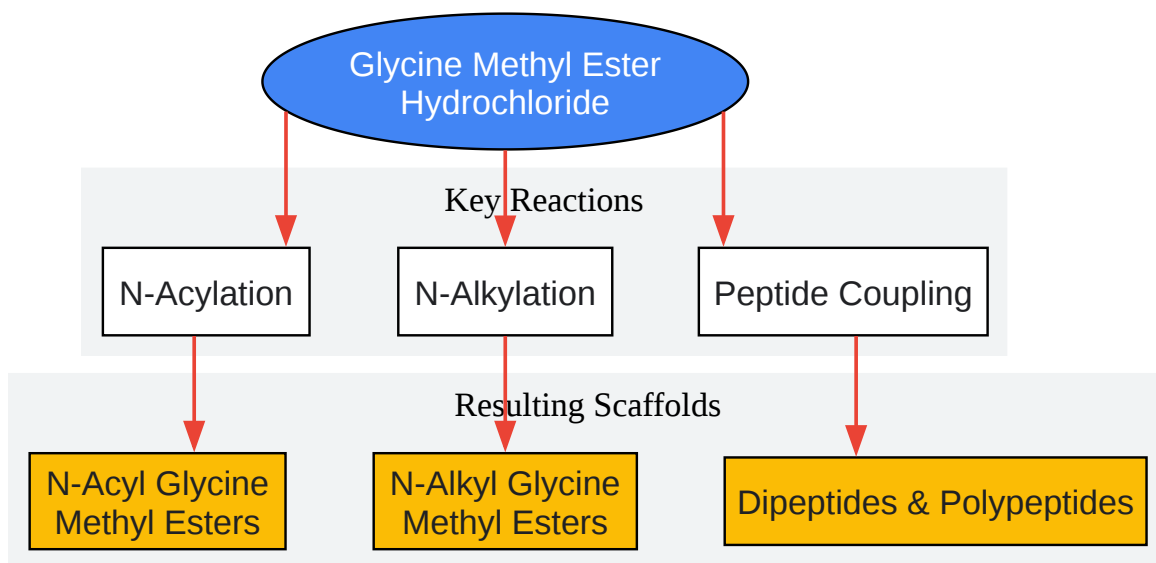 Glycine Methyl Ester
Hydrochloride
Key Reactions
N-Acylation
N-Alkylation
Peptide Coupling
Resulting Scaffolds
N-Acyl Glycine
Methyl Esters
N-Alkyl Glycine
Methyl Esters
Dipeptides & Polypeptides